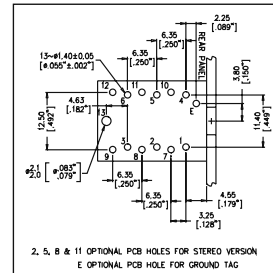 2.25
[.089"]
13-ø1.40±0.05
[ø.055"±.002"]
6.35
[.250"]
6.35
[.250"]
REAR PANEL
3.80
[.150"]
12 11 10
6 5 4
E
4.63
[.182"]
12.50
[.492"]
13
11.40
[.449"]
ø2.1
2.0
[ø.083"
.079"]
3 2 1
9 8 7
6.35
[.250"]
6.35
[.250"]
4.55
[.179"]
3.25
[.128"]
2, 5, 8 & 11 OPTIONAL PCB HOLES FOR STEREO VERSION
E OPTIONAL PCB HOLE FOR GROUND TAG